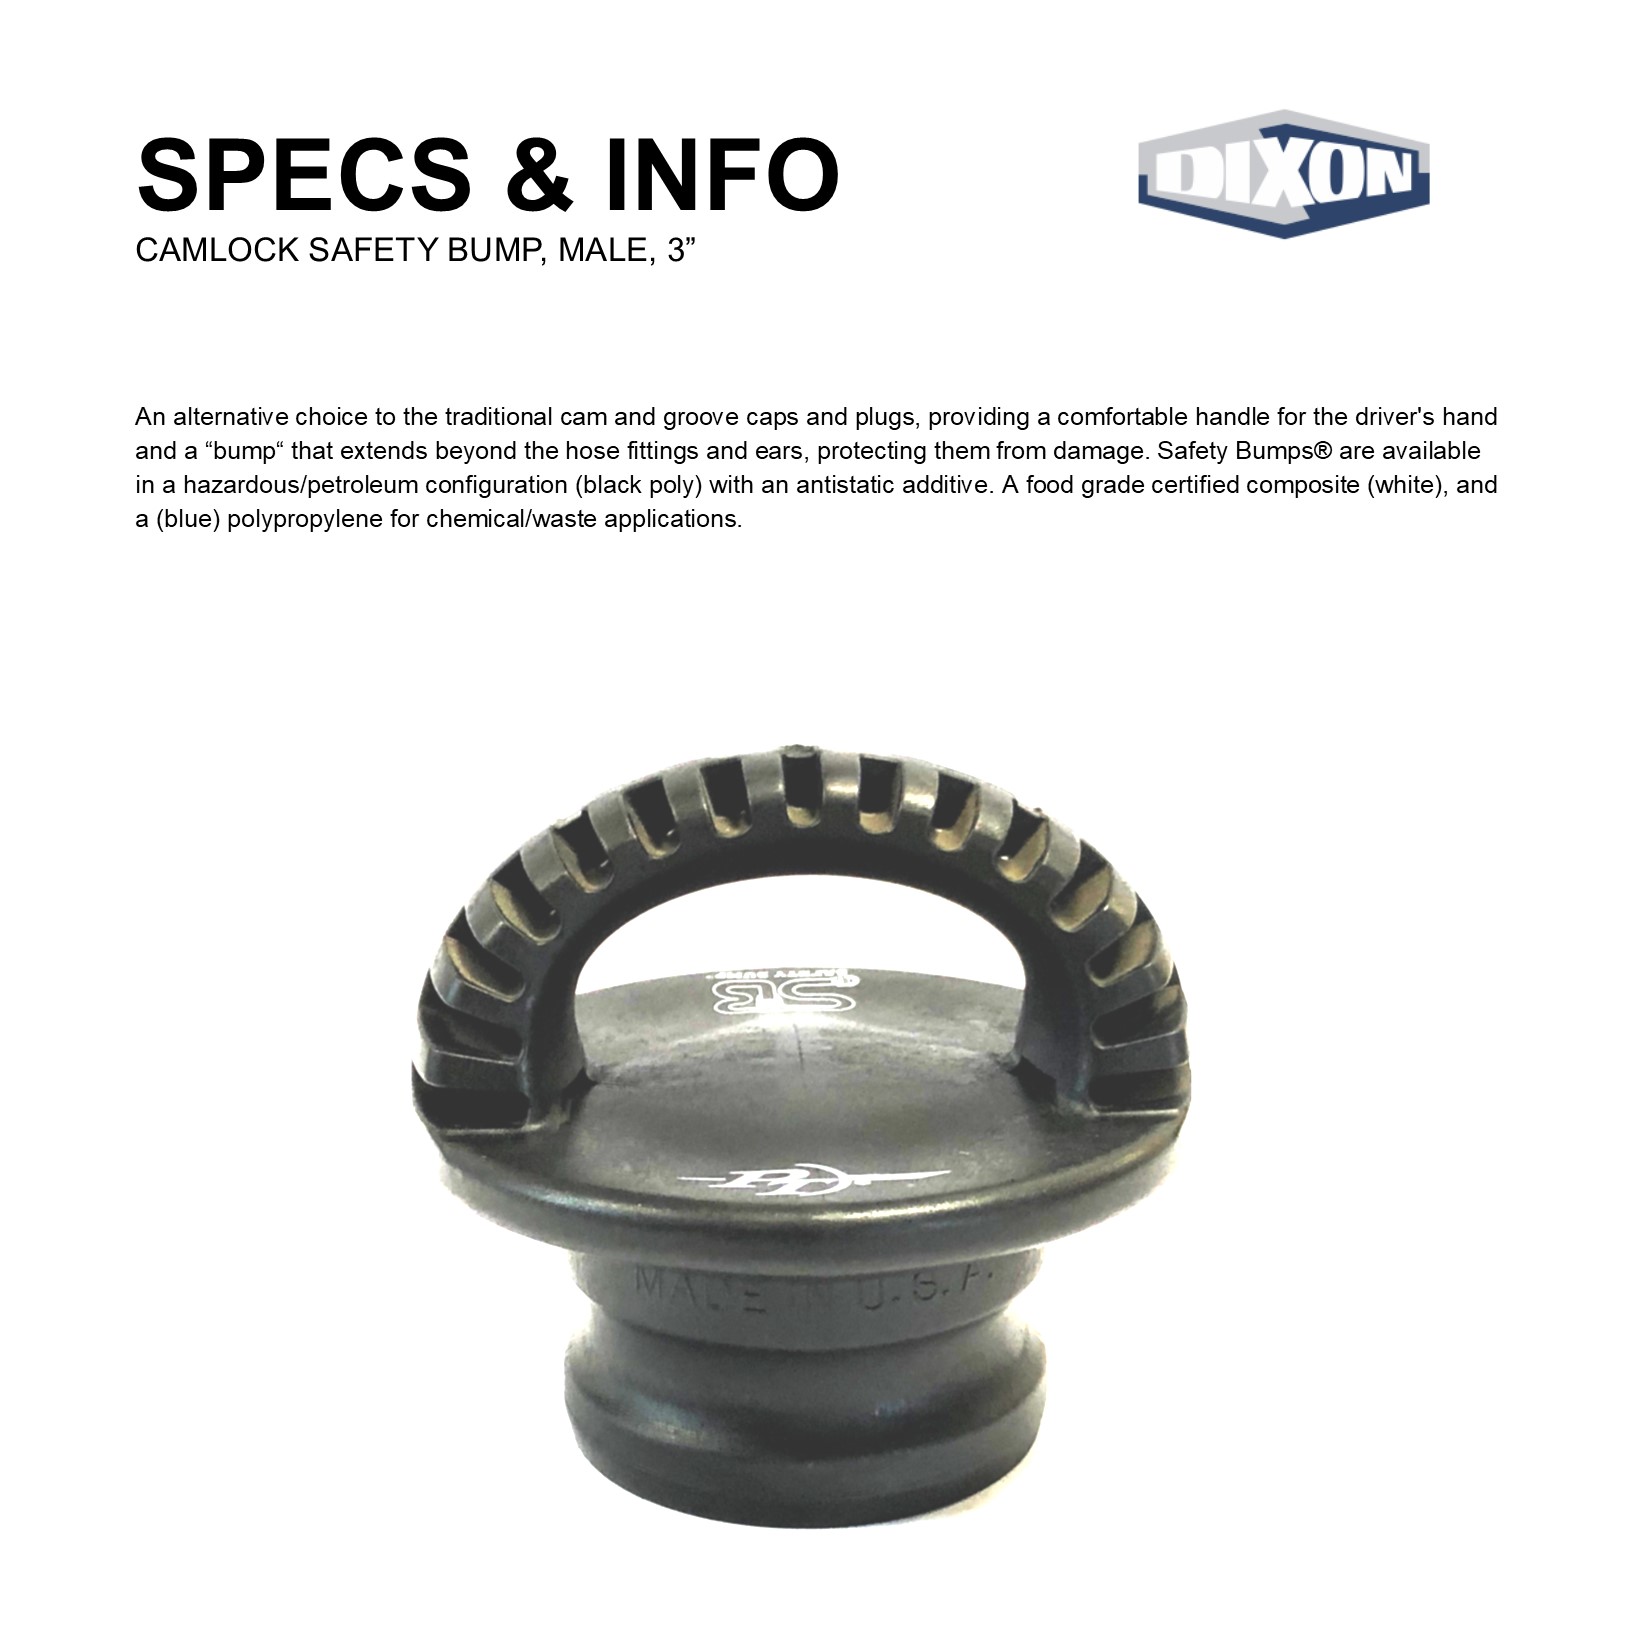 SPECS & INFO
DIXON
CAMLOCK SAFETY BUMP, MALE, 3”
An alternative choice to the traditional cam and groove caps and plugs, providing a comfortable handle for the driver's hand
and a “bump“ that extends beyond the hose fittings and ears, protecting them from damage. Safety Bumps® are available
in a hazardous/petroleum configuration (black poly) with an antistatic additive. A food grade certified composite (white), and
a (blue) polypropylene for chemical/waste applications.
SAFETY BUMP
SB
MADE IN U.S.A.